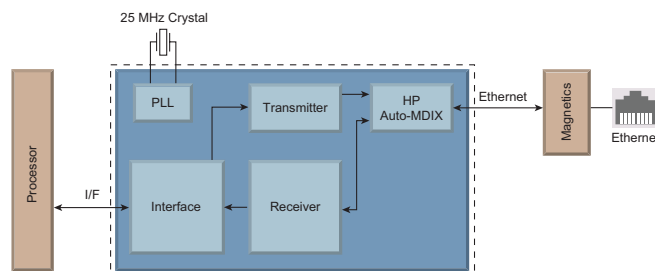 25 MHz Crystal
PLL
Transmitter
HP
Auto-MDIX
Ethernet
Magnetics
Processor
I/F
Interface
Receiver
Etherne